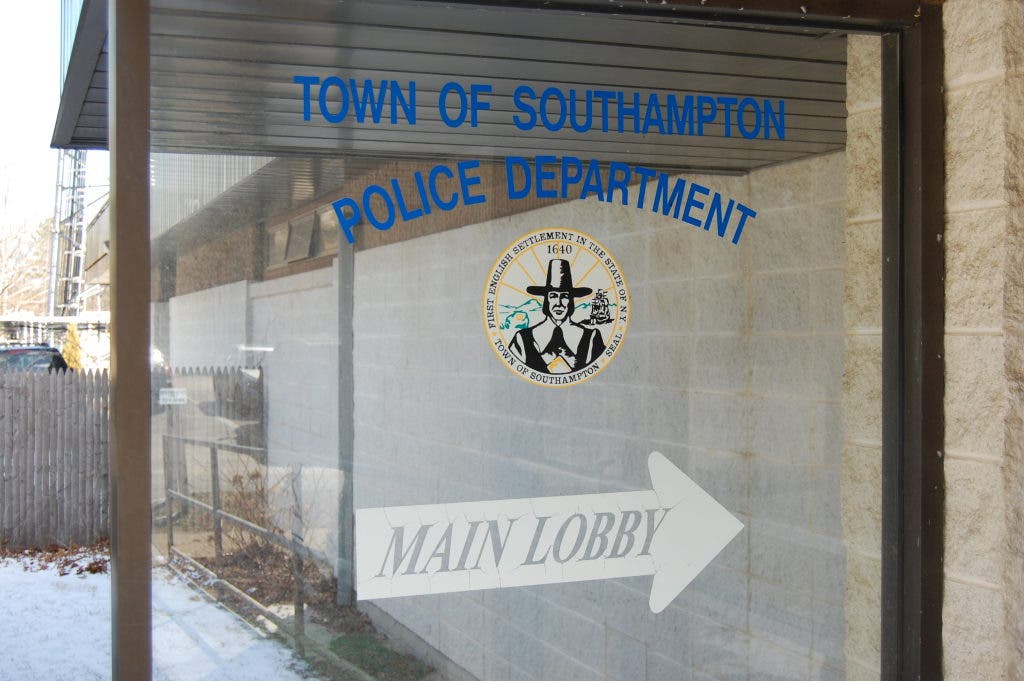 TOWN OF SOUTHAMPTON
POLICE DEPARTMENT
FIRST ENGLISH SETTLEMENT IN THE STATE OF N.Y.
1640
TOWN OF SOUTHAMPTON SEAL
MAIN LOBBY